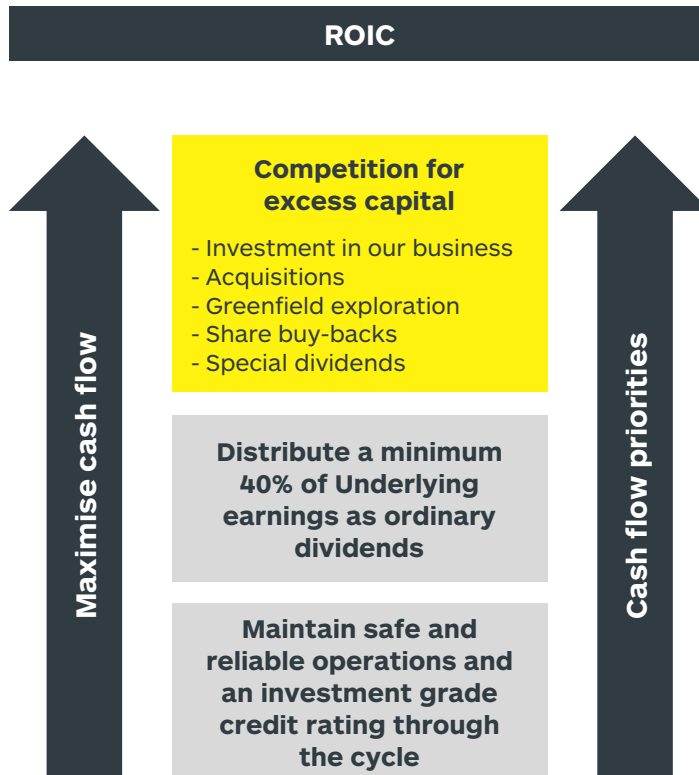 ROIC
Maximise cash flow
Competition for
excess capital
- Investment in our business
- Acquisitions
- Greenfield exploration
- Share buy-backs
- Special dividends
Distribute a minimum
40% of Underlying
earnings as ordinary
dividends
Maintain safe and
reliable operations and
an investment grade
credit rating through
the cycle
Cash flow priorities